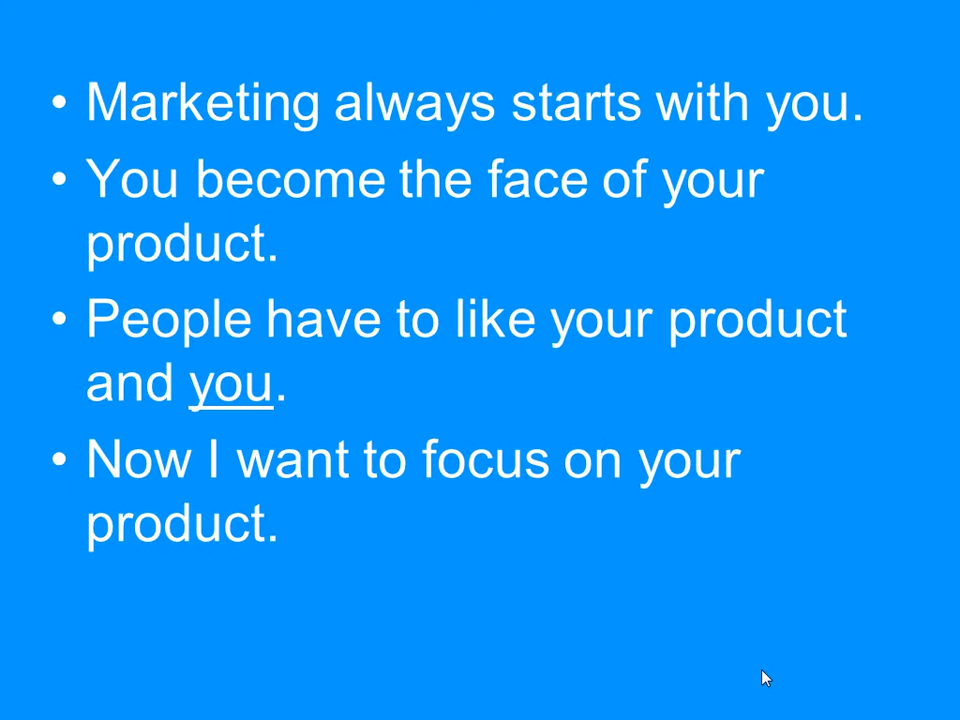 • Marketing always starts with you.
• You become the face of your
product.
• People have to like your product
and you.
• Now I want to focus on your
product.